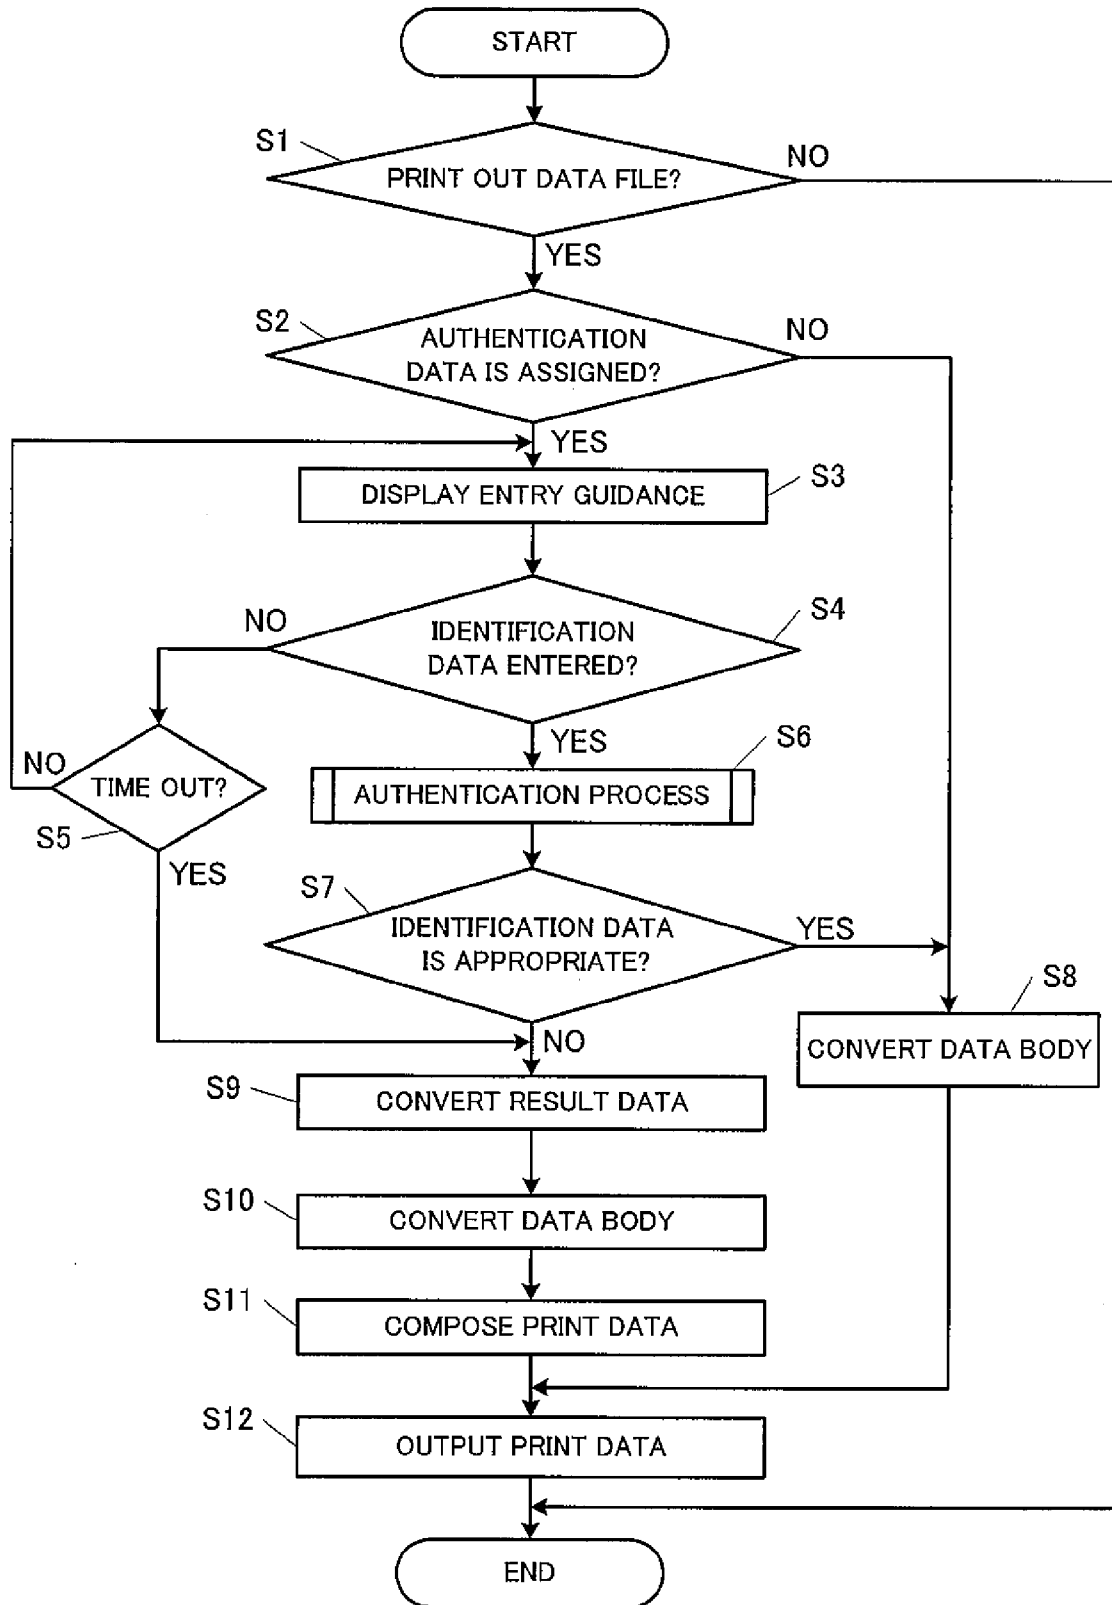 START
S1
PRINT OUT DATA FILE?
NO
YES
S2
AUTHENTICATION
DATA IS ASSIGNED?
NO
YES
DISPLAY ENTRY GUIDANCE
S3
NO
IDENTIFICATION
DATA ENTERED?
S4
YES
NO
TIME OUT?
S5
YES
S6
AUTHENTICATION PROCESS
S7
IDENTIFICATION DATA
IS APPROPRIATE?
YES
NO
S8
CONVERT DATA BODY
S9
CONVERT RESULT DATA
S10
CONVERT DATA BODY
S11
COMPOSE PRINT DATA
S12
OUTPUT PRINT DATA
END